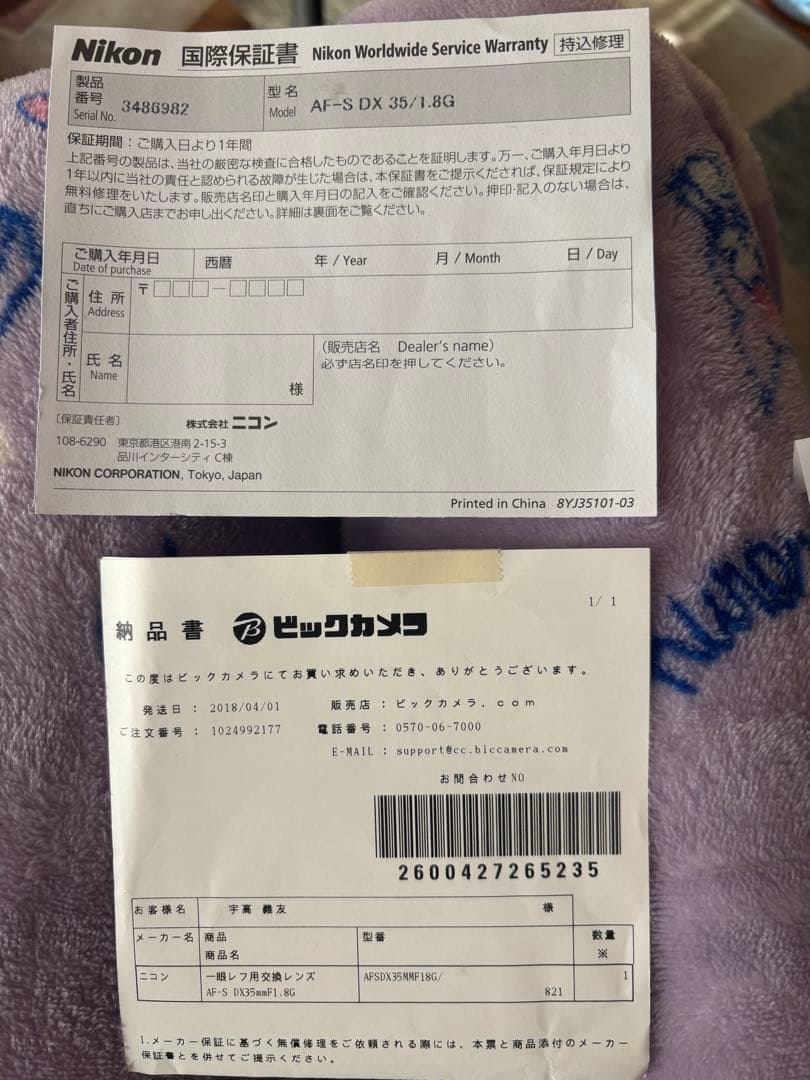 Nikon 国際保証書 Nikon Worldwide Service Warranty 持込修理
製品番号 Serial No. 3486982 型名 Model AF-S DX 35/1.8G
保証期間：ご購入日より1年間
上記番号の製品は、当社の厳密な検査に合格したものであることを証明します。万一、ご購入年月日より
1年以内に当社の責任と認められる故障が生じた場合は、本保証書をご提示くだされば、保証規定により
無料修理をいたします。販売店名印と購入年月日の記入をご確認ください。押印・記入のない場合は、
直ちにご購入店までお申し出ください。詳細は裏面をご覧ください。
ご購入年月日 Date of purchase 西暦 年 / Year 月 / Month 日 / Day
ご購入者住所・氏名
住所 Address 〒□□□－□□□□
氏名 Name 様
（販売店名 Dealer's name）
必ず店名印を押してください。
〔保証責任者〕 株式会社 ニコン
108-6290 東京都港区港南 2-15-3
品川インターシティ C棟
NIKON CORPORATION, Tokyo, Japan
Printed in China 8YJ35101-03
1/ 1
納品書 B ビックカメラ
この度はビックカメラにてお買い求めいただき、ありがとうございます。
発送日 ： 2018/04/01 販売店 ： ビックカメラ．ｃｏｍ
ご注文番号 ： 1024992177 電話番号 ： 0570-06-7000
E-MAIL ： support@cc.biccamera.com
お問合わせNO
2600427265235
お客様名 宇高 義友 様
メーカー名 商品 型番 数量
商品名 ※
ニコン 一眼レフ用交換レンズ AFSDX35MMF18G/ 1
AF-S DX35mmF1.8G 821
1.メーカー保証に基づく無償修理をご依頼される際には、本票と商品添付のメーカー
保証書とを併せてご提示ください。